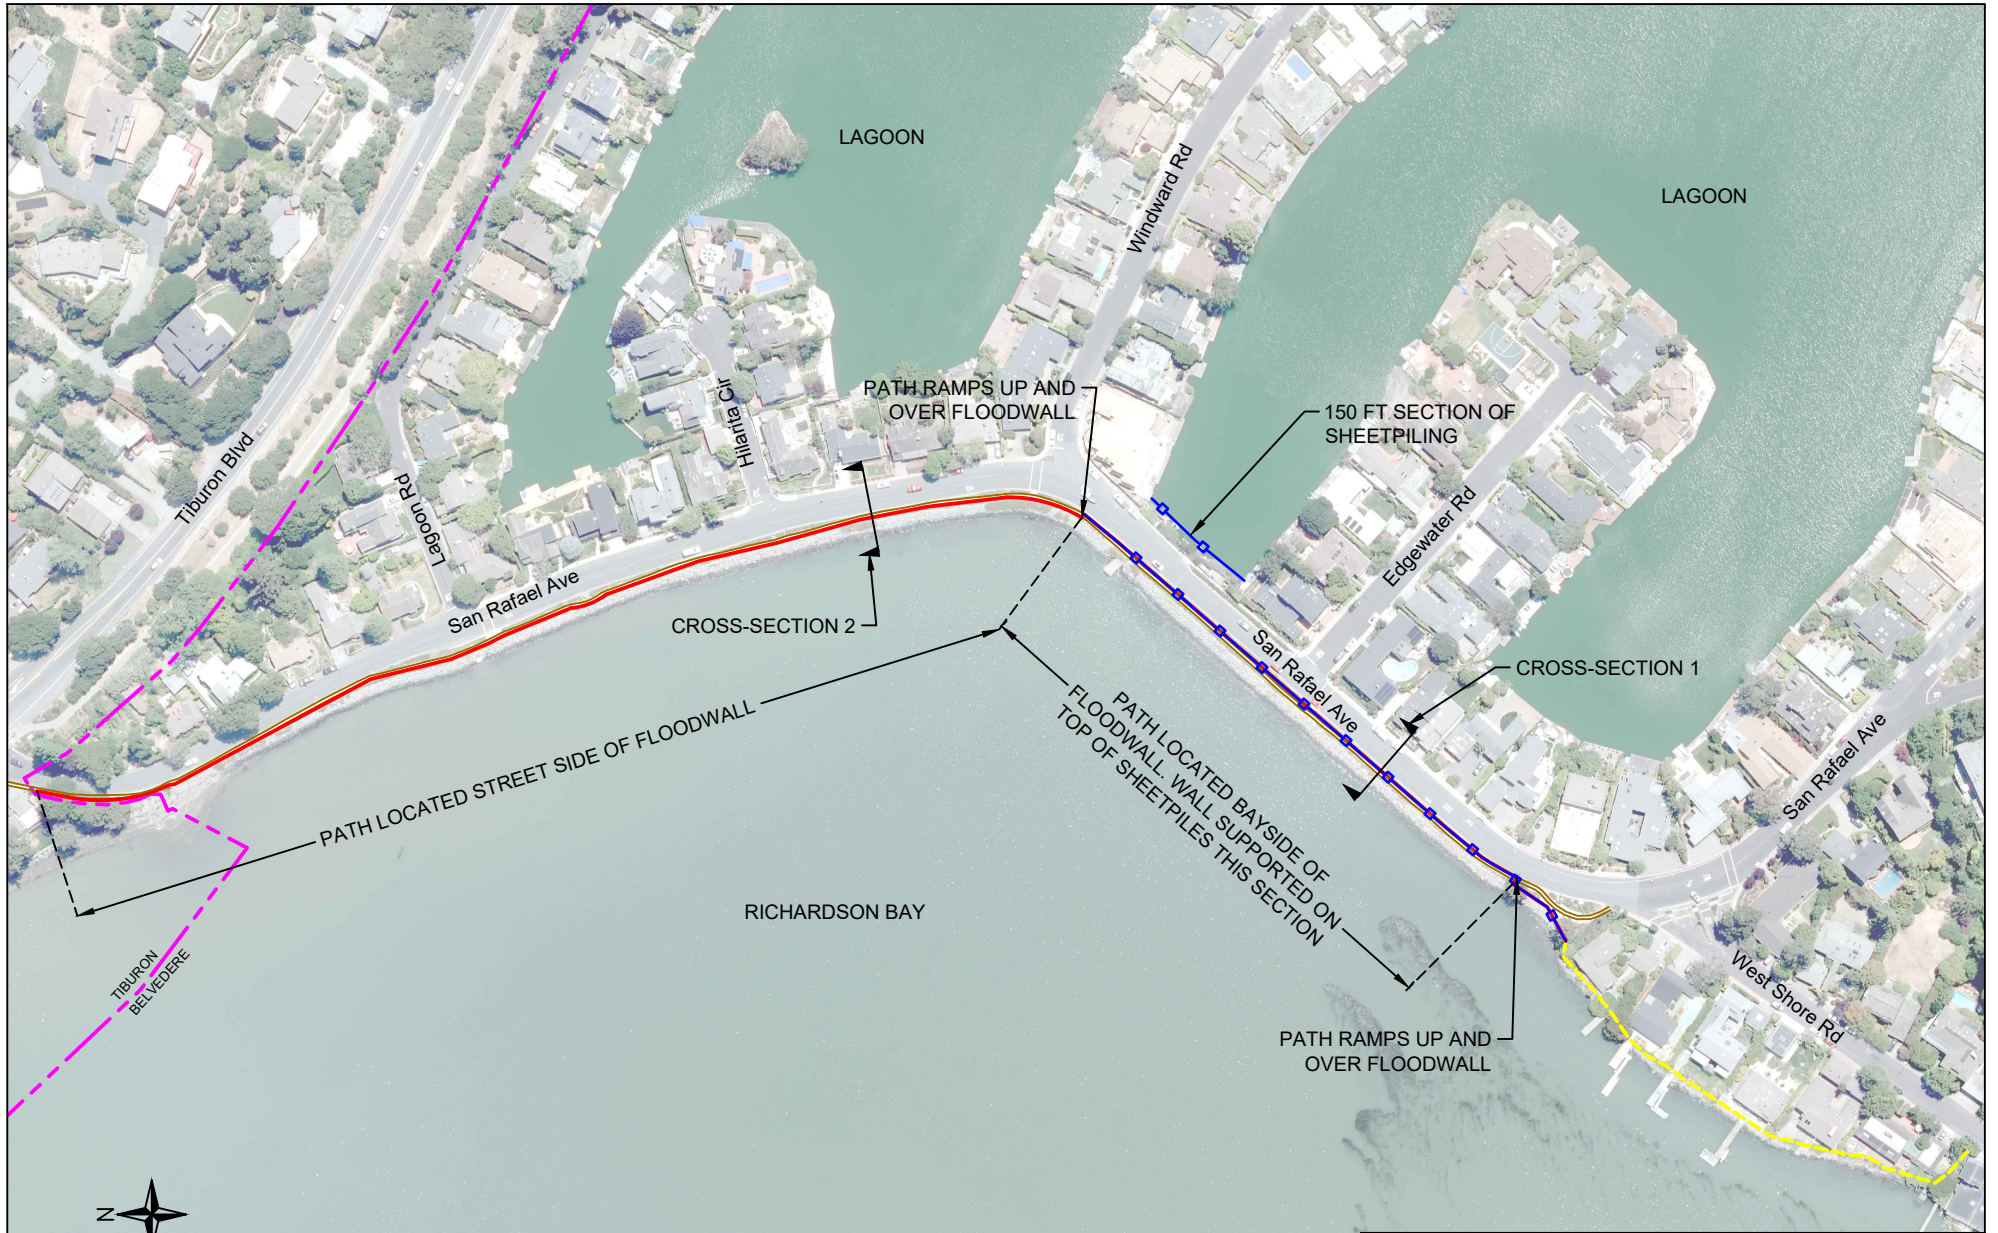 LAGOON
LAGOON
Windward Rd
PATH RAMPS UP AND
OVER FLOODWALL
150 FT SECTION OF
SHEETPILING
Hilarita Cir
Tiburon Blvd
Lagoon Rd
Edgewater Rd
San Rafael Ave
CROSS-SECTION 2
San Rafael Ave
CROSS-SECTION 1
San Rafael Ave
PATH LOCATED STREET SIDE OF FLOODWALL
PATH LOCATED BAYSIDE OF
FLOODWALL. WALL SUPPORTED ON
TOP OF SHEETPILES THIS SECTION
RICHARDSON BAY
TIBURON
BELVEDERE
West Shore Rd
PATH RAMPS UP AND
OVER FLOODWALL
N